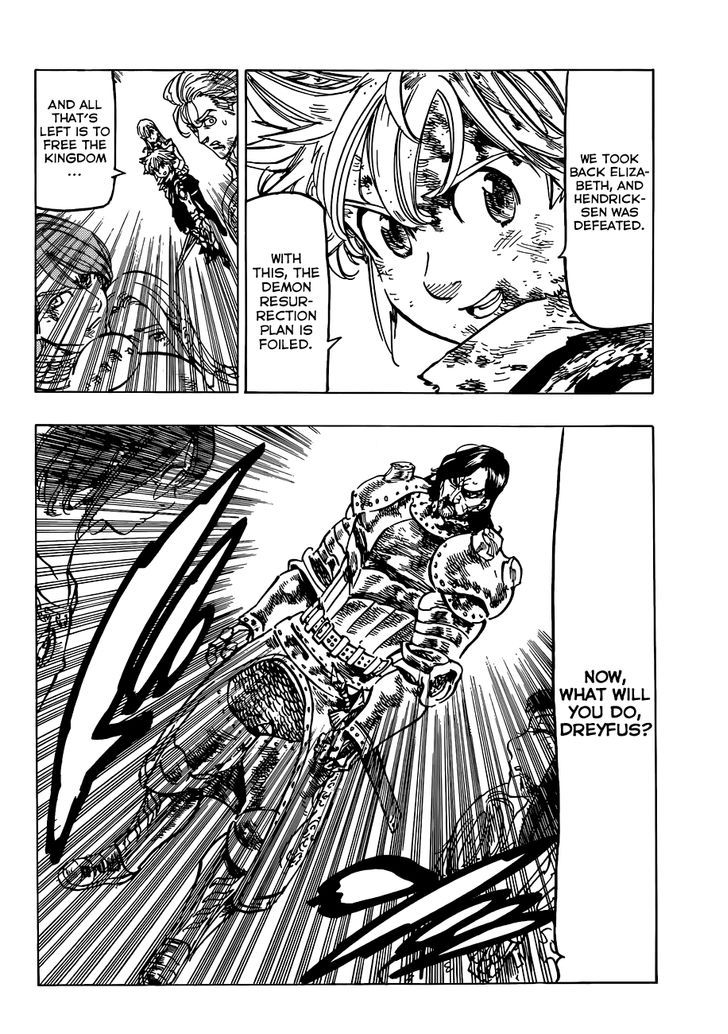 WE TOOK
BACK ELIZA-
BETH, AND
HENDRICK-
SEN WAS
DEFEATED.
WITH
THIS, THE
DEMON
RESUR-
RECTION
PLAN IS
FOILED.
AND ALL
THAT'S
LEFT IS TO
FREE THE
KINGDOM
...
NOW,
WHAT WILL
YOU DO,
DREYFUS?